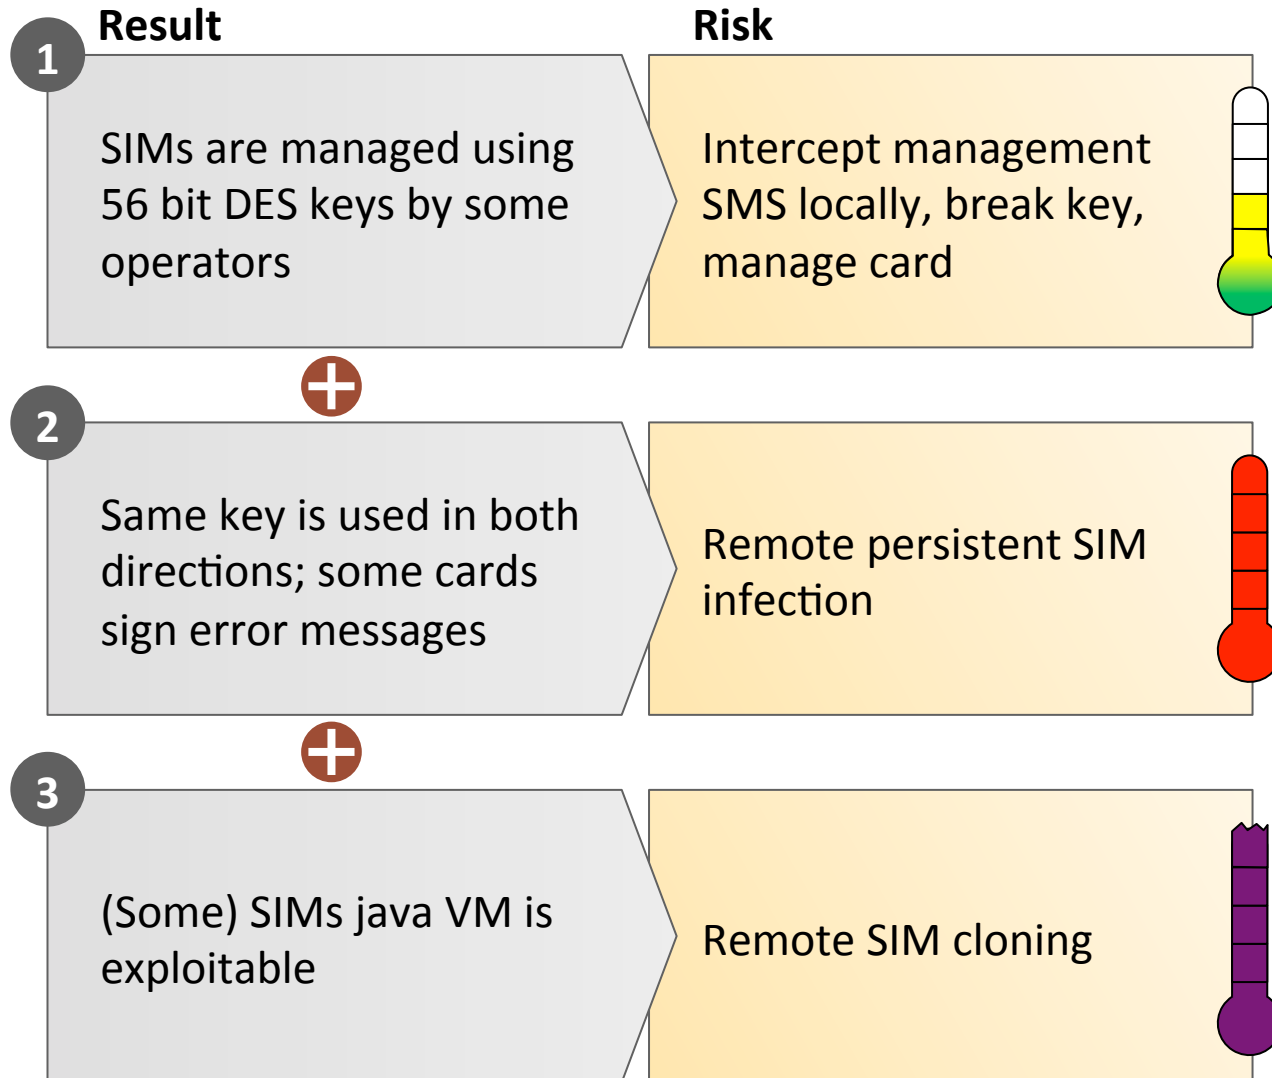 Result
Risk
1
SIMs are managed using
56 bit DES keys by some
operators
Intercept management
SMS locally, break key,
manage card
2
Same key is used in both
directions; some cards
sign error messages
Remote persistent SIM
infection
3
(Some) SIMs java VM is
exploitable
Remote SIM cloning